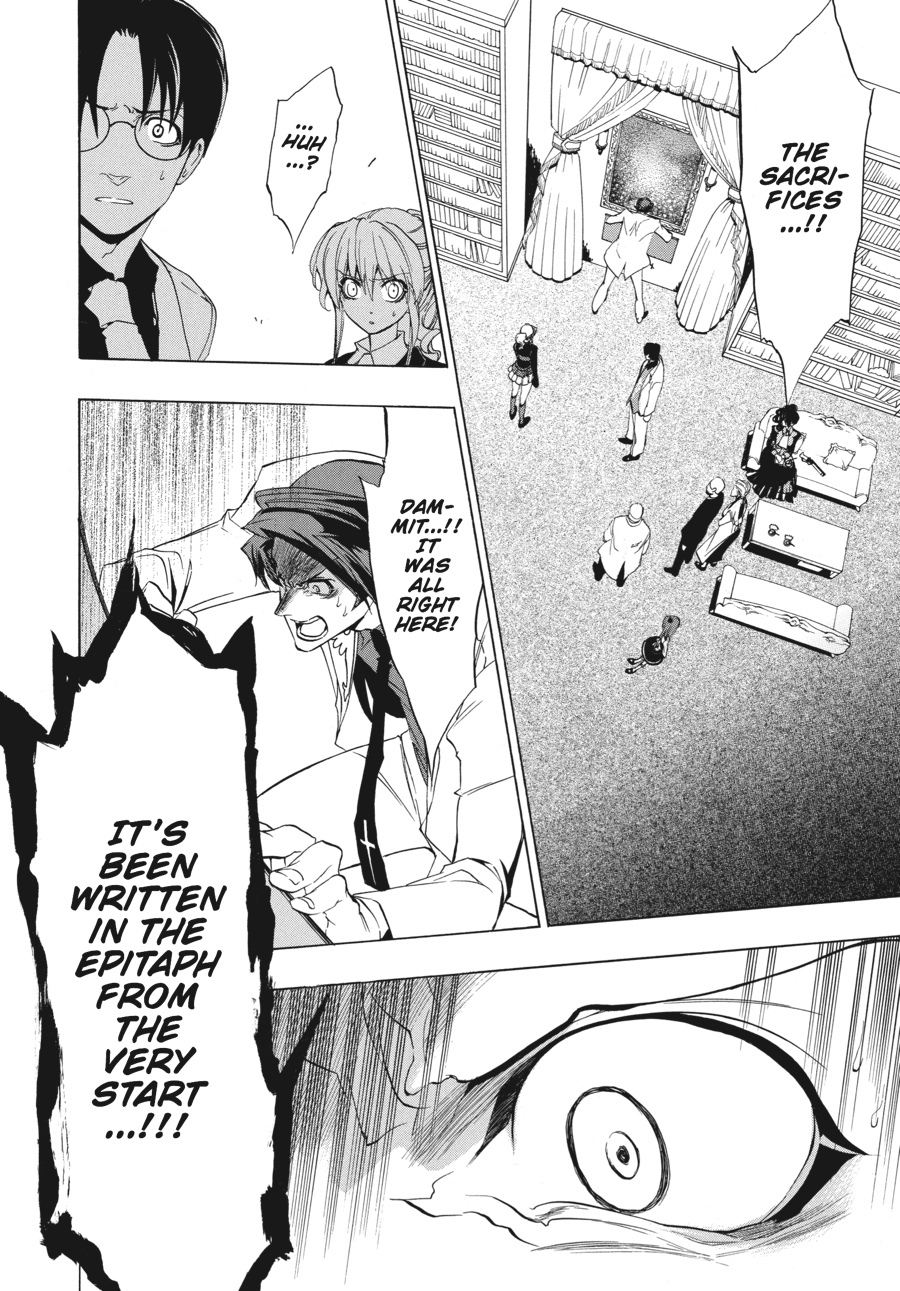 THE
SACRI-
FICES
...!!
...
HUH
...?
DAM-
MIT...!!
IT
WAS
ALL
RIGHT
HERE!
IT'S
BEEN
WRITTEN
IN THE
EPITAPH
FROM
THE
VERY
START
...!!!